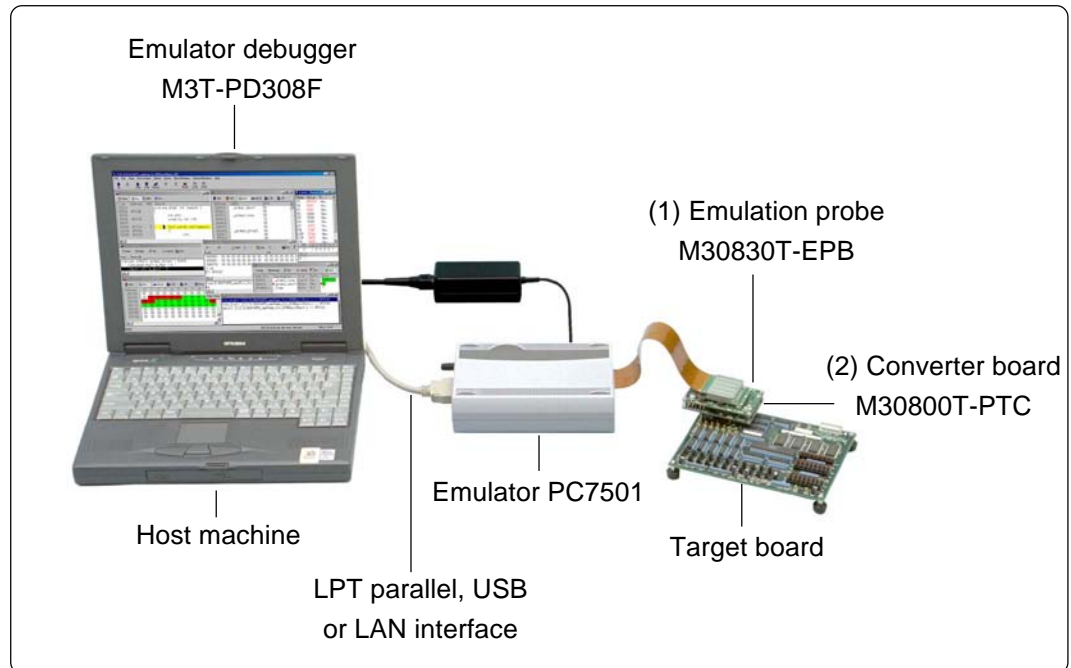 Emulator debugger
M3T-PD308F
(1) Emulation probe
M30830T-EPB
(2) Converter board
M30800T-PTC
Emulator PC7501
Host machine
Target board
LPT parallel, USB
or LAN interface